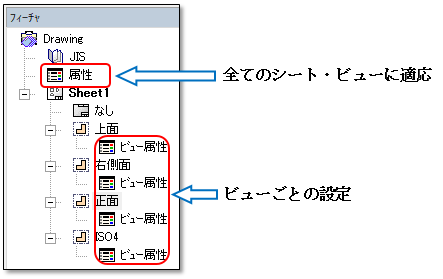 フィーチャ
Drawing
JIS
属性
全てのシート・ビューに適応
Sheet1
なし
上面
ビュー属性
右側面
ビュー属性
ビューごとの設定
正面
ビュー属性
ISO4
ビュー属性